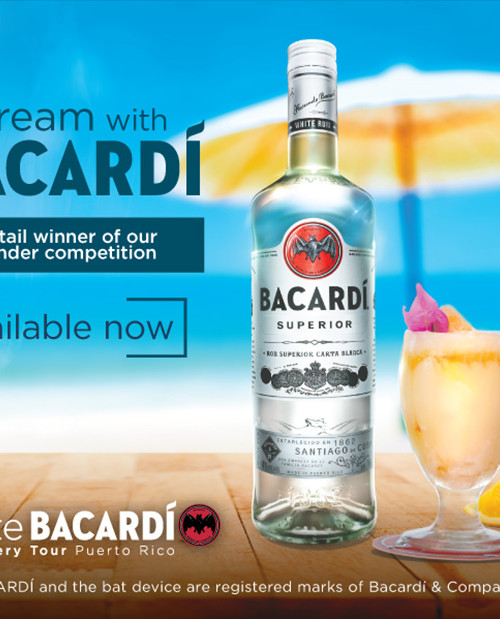 ream with
ACARDÍ
tail winner of our
nder competition
ailable now
WHITE RUM
BACARDÍ
SUPERIOR
RON SUPERIOR CARTA BLANCA
ESTABLECIDO EN 1862
SANTIAGO DE CU
te BACARDÍ
ery Tour Puerto Rico
ARDÍ and the bat device are registered marks of Bacardí & Compa